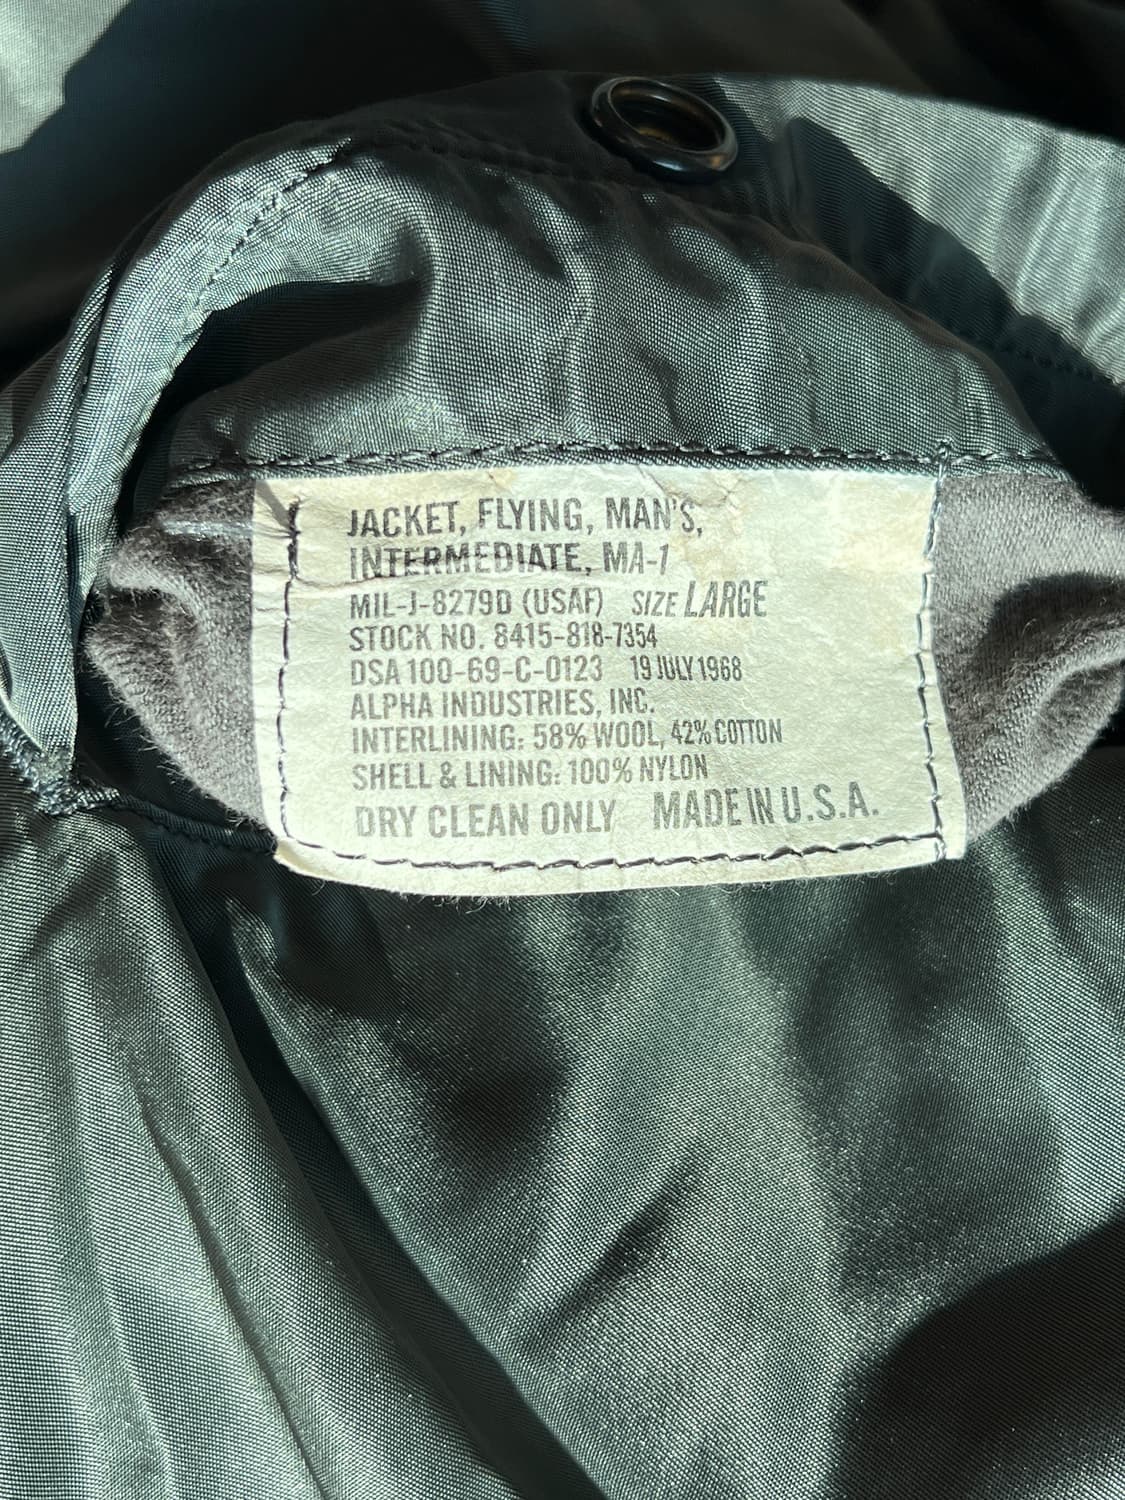 JACKET, FLYING, MAN'S,
INTERMEDIATE, MA-1
MIL-J-8279D (USAF) SIZE LARGE
STOCK NO. 8415-818-7354
DSA 100-69-C-0123 19 JULY 1968
ALPHA INDUSTRIES, INC.
INTERLINING: 58% WOOL, 42% COTTON
SHELL & LINING: 100% NYLON
DRY CLEAN ONLY MADE IN U.S.A.